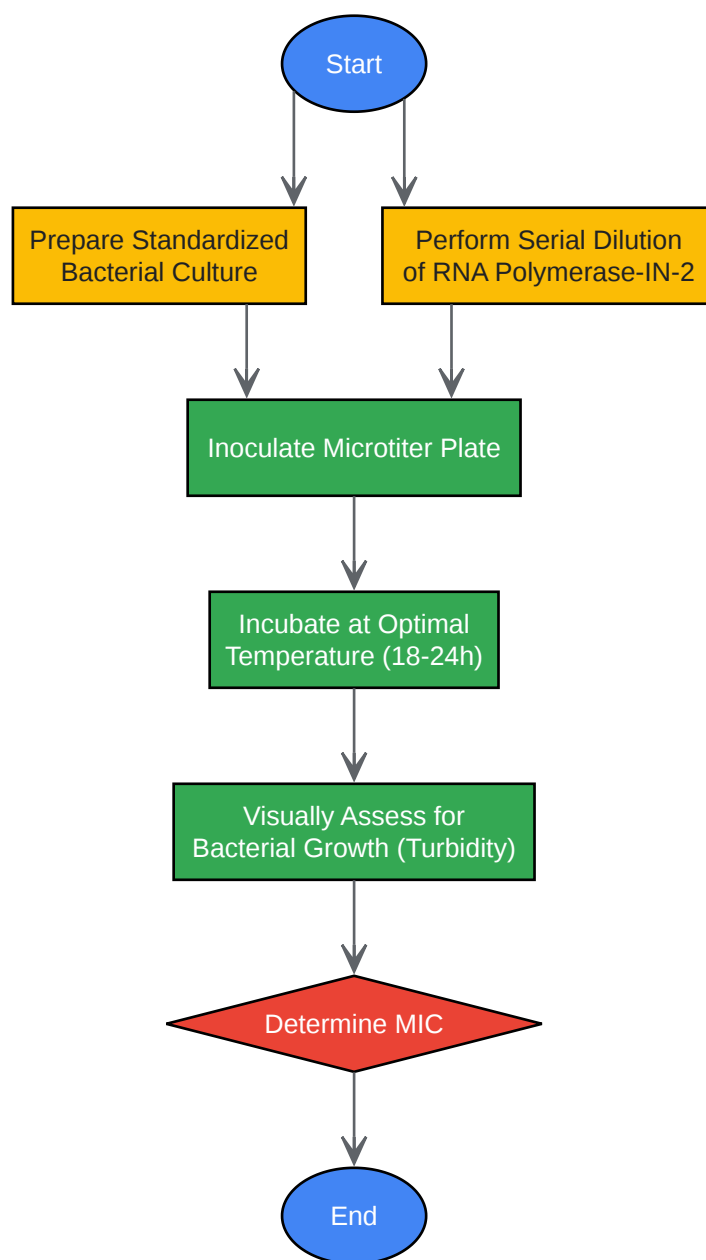 Start
Prepare Standardized
Bacterial Culture
Perform Serial Dilution
of RNA Polymerase-IN-2
Inoculate Microtiter Plate
Incubate at Optimal
Temperature (18-24h)
Visually Assess for
Bacterial Growth (Turbidity)
Determine MIC
End